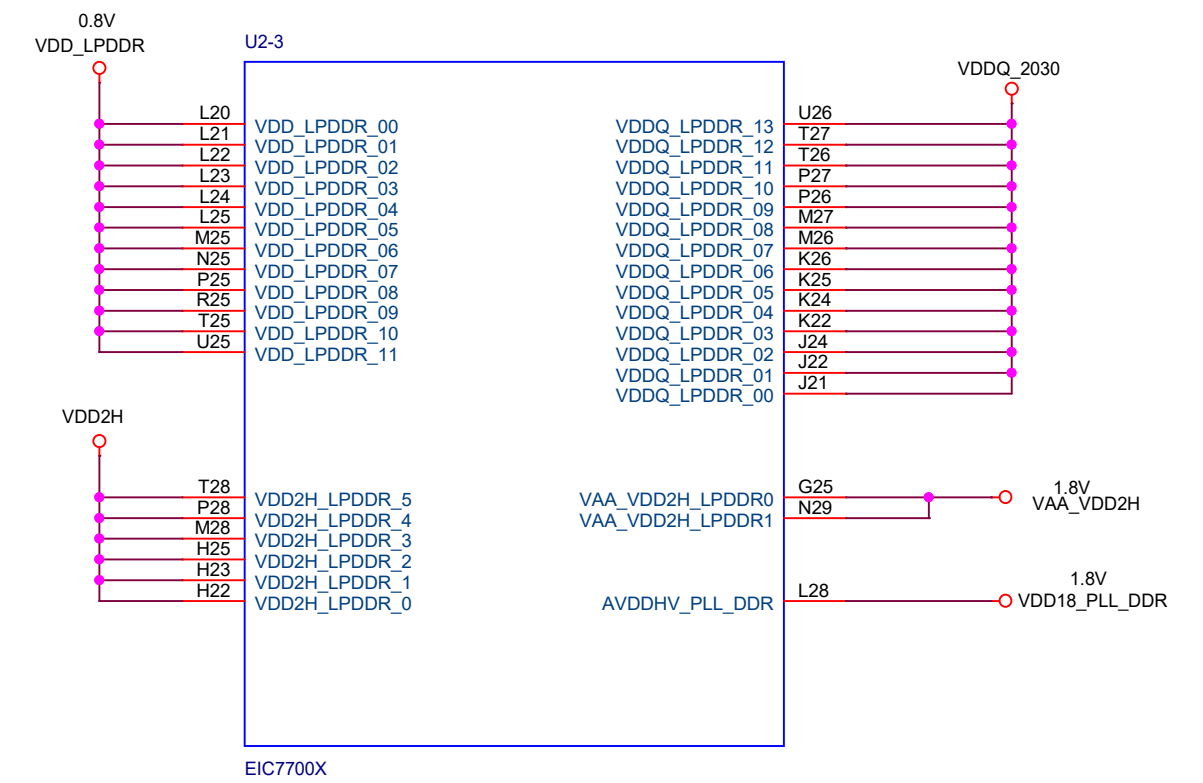 0.8V
VDD_LPDDR
U2-3
VDDQ_2030
L20
VDD_LPDDR_00
L21
VDD_LPDDR_01
L22
VDD_LPDDR_02
L23
VDD_LPDDR_03
L24
VDD_LPDDR_04
L25
VDD_LPDDR_05
M25
VDD_LPDDR_06
N25
VDD_LPDDR_07
P25
VDD_LPDDR_08
R25
VDD_LPDDR_09
T25
VDD_LPDDR_10
U25
VDD_LPDDR_11
U26
VDDQ_LPDDR_13
T27
VDDQ_LPDDR_12
T26
VDDQ_LPDDR_11
P27
VDDQ_LPDDR_10
P26
VDDQ_LPDDR_09
M27
VDDQ_LPDDR_08
M26
VDDQ_LPDDR_07
K26
VDDQ_LPDDR_06
K25
VDDQ_LPDDR_05
K24
VDDQ_LPDDR_04
K22
VDDQ_LPDDR_03
J24
VDDQ_LPDDR_02
J22
VDDQ_LPDDR_01
J21
VDDQ_LPDDR_00
VDD2H
T28
VDD2H_LPDDR_5
P28
VDD2H_LPDDR_4
M28
VDD2H_LPDDR_3
H25
VDD2H_LPDDR_2
H23
VDD2H_LPDDR_1
H22
VDD2H_LPDDR_0
G25
VAA_VDD2H_LPDDR0
N29
VAA_VDD2H_LPDDR1
1.8V
VAA_VDD2H
L28
AVDDHV_PLL_DDR
1.8V
VDD18_PLL_DDR
EIC7700X